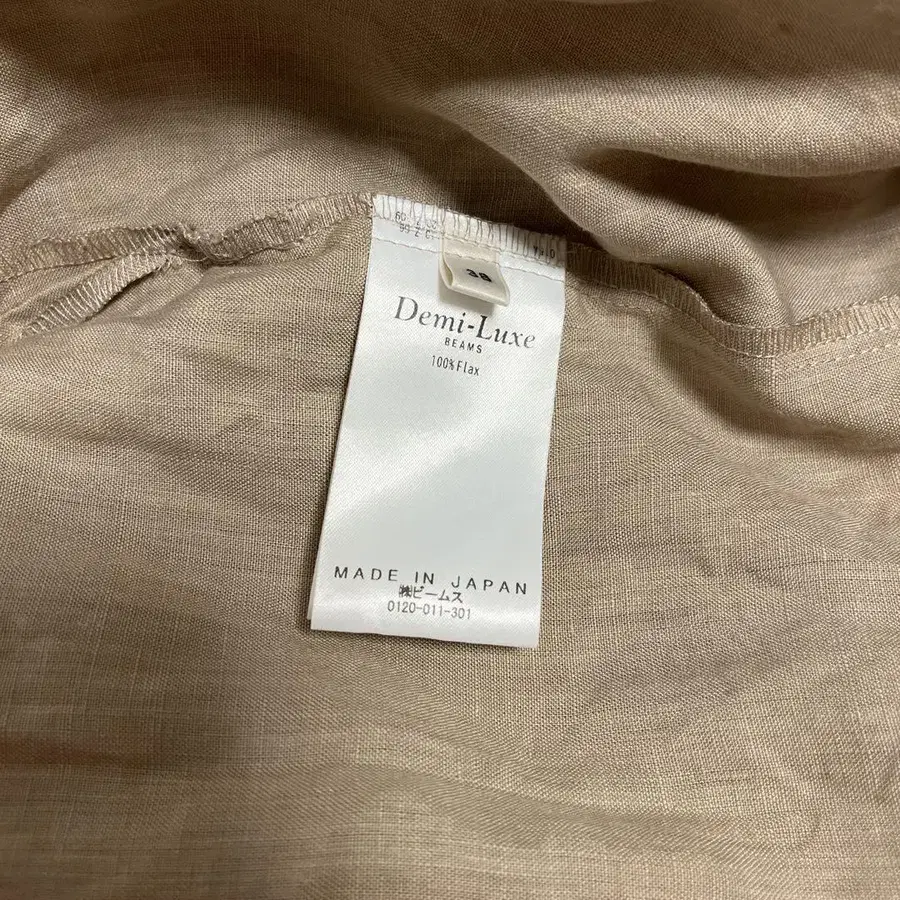 38
Demi-Luxe
BEAMS
100%Flax
MADE IN JAPAN
㈱ビームス
0120-011-301